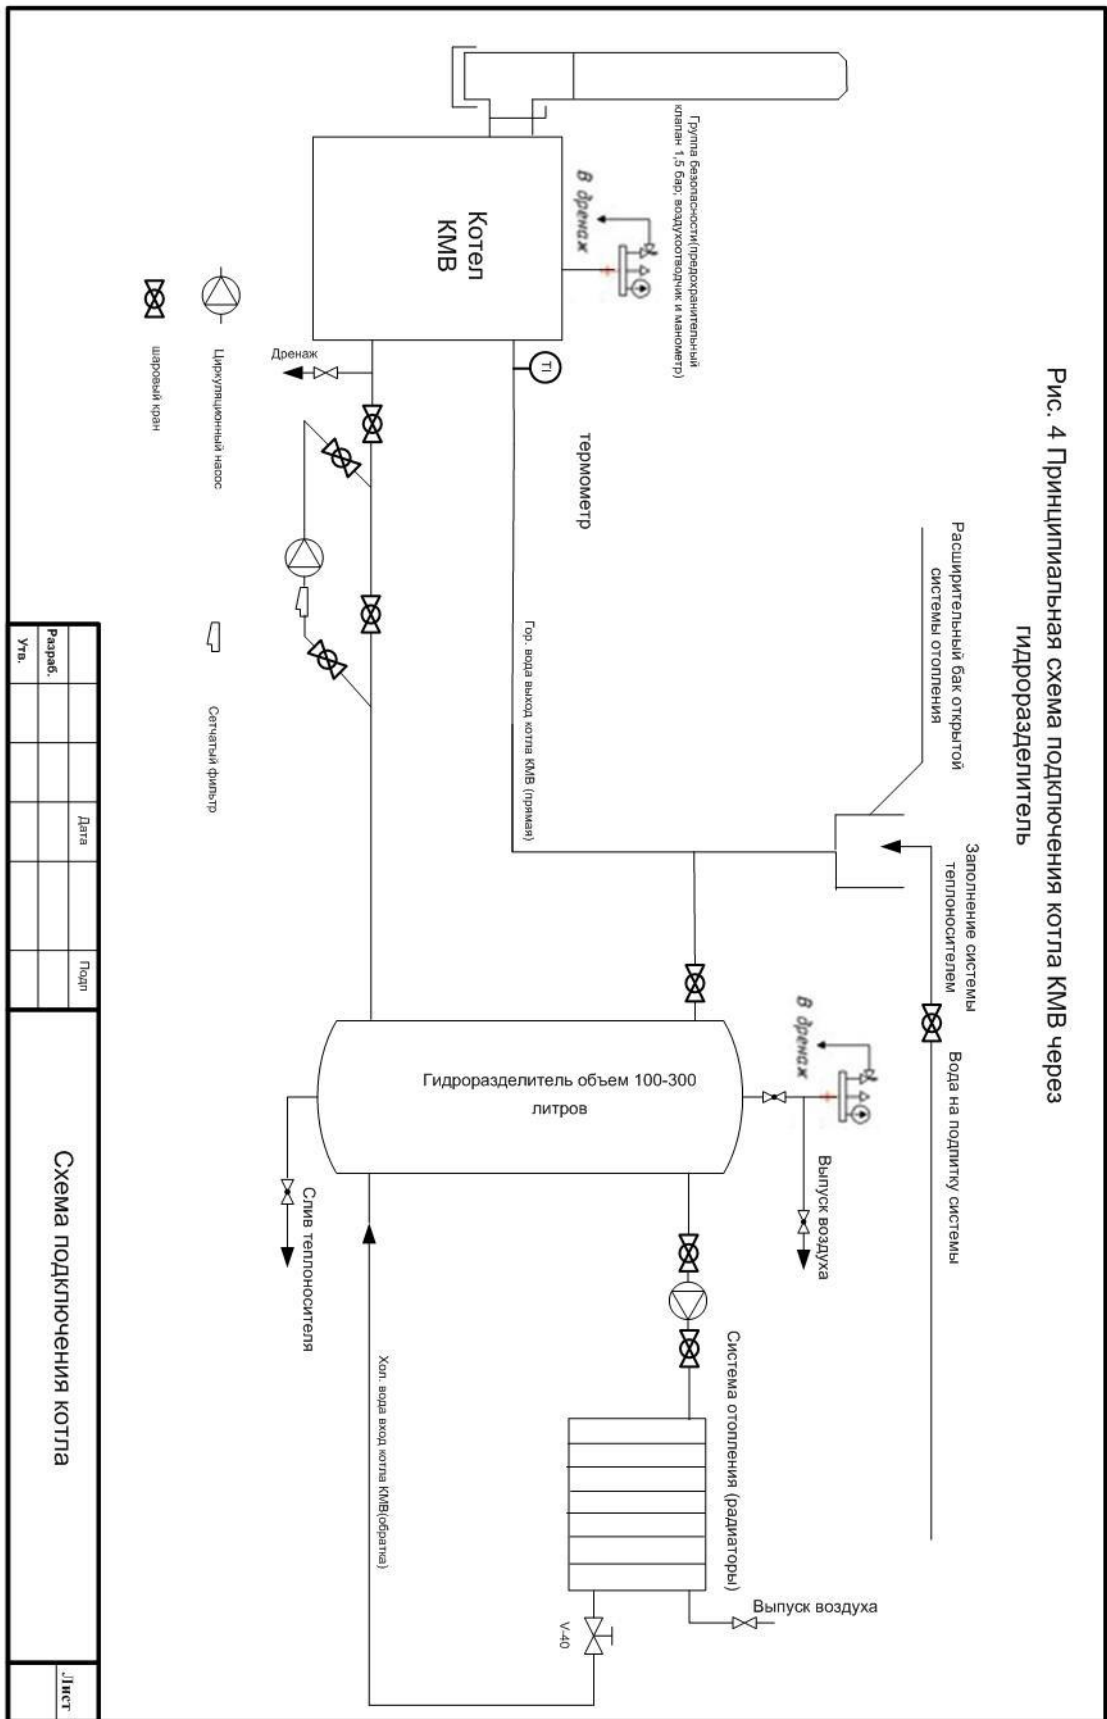 Рис. 4 Принципиальная схема подключения котла КМВ через
гидроразделитель
Расширительный бак открытой
системы отопления
Заполнение системы
теплоносителем
Вода на подпитку системы
Группа безопасности(предохранительный
клапан 1,5 бар; воздухоотводчик и манометр)
В дренаж
Котел
КМВ
TI
термометр
Гор. вода выход котла КМВ (прямая)
Дренаж
В дренаж
Выпуск воздуха
Гидроразделитель объем 100-300
литров
Слив теплоносителя
Система отопления (радиаторы)
Выпуск воздуха
V-40
Хол. вода вход котла КМВ(обратка)
Циркуляционный насос
шаровый кран
Сетчатый фильтр
Дата
Подп
Разраб.
Утв.
Схема подключения котла
Лист